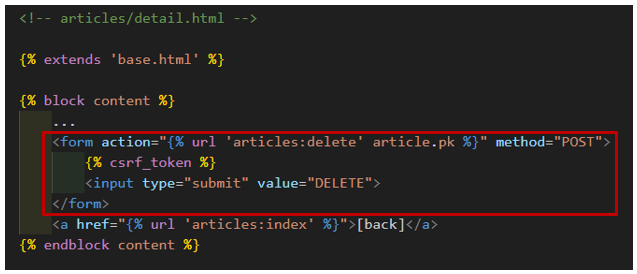 <!-- articles/detail.html -->
{% extends 'base.html' %}
{% block content %}
...
<form action="{% url 'articles:delete' article.pk %}" method="POST">
{% csrf_token %}
<input type="submit" value="DELETE">
</form>
<a href="{% url 'articles:index' %}">[back]</a>
{% endblock content %}